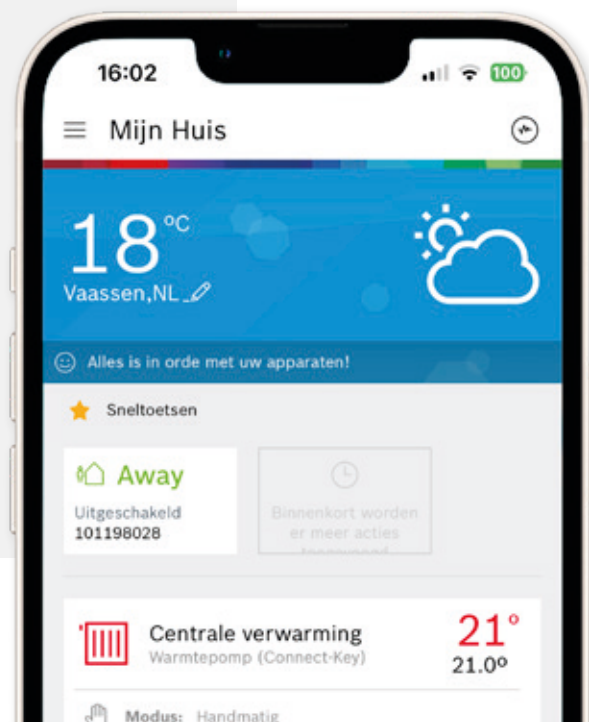 16:02
100
Mijn Huis
18°C
Vaassen,NL
Alles is in orde met uw apparaten!
Sneltoetsen
Away
Uitgeschakeld
101198028
Binnenkort worden
er meer acties
Centrale verwarming
21°
Warmtepomp (Connect-Key)
21.0º
Modus: Handmatig